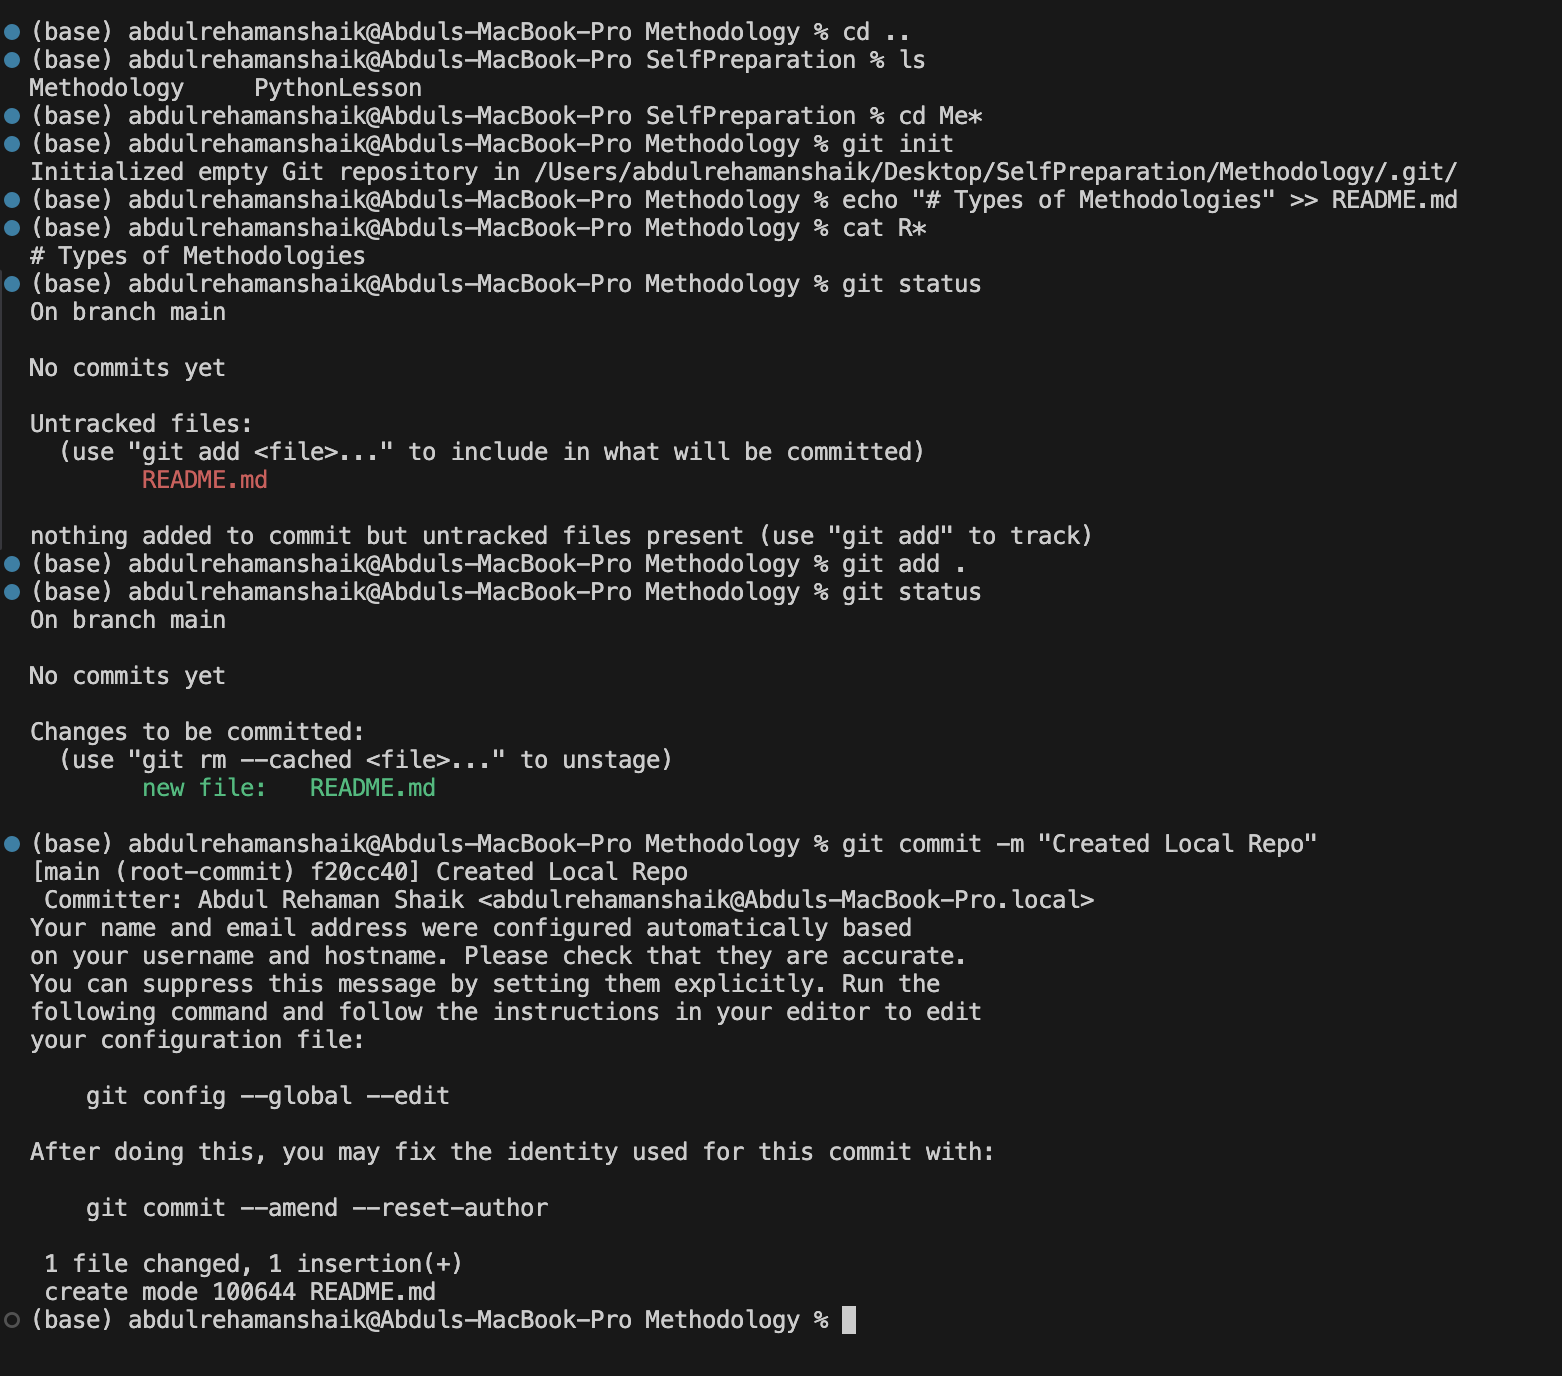 (base) abdulrehamanshaik@Abduls-MacBook-Pro Methodology % cd ..
(base) abdulrehamanshaik@Abduls-MacBook-Pro SelfPreparation % ls
Methodology     PythonLesson
(base) abdulrehamanshaik@Abduls-MacBook-Pro SelfPreparation % cd Me*
(base) abdulrehamanshaik@Abduls-MacBook-Pro Methodology % git init
Initialized empty Git repository in /Users/abdulrehamanshaik/Desktop/SelfPreparation/Methodology/.git/
(base) abdulrehamanshaik@Abduls-MacBook-Pro Methodology % echo "# Types of Methodologies" >> README.md
(base) abdulrehamanshaik@Abduls-MacBook-Pro Methodology % cat R*
# Types of Methodologies
(base) abdulrehamanshaik@Abduls-MacBook-Pro Methodology % git status
On branch main

No commits yet

Untracked files:
  (use "git add <file>..." to include in what will be committed)
        README.md

nothing added to commit but untracked files present (use "git add" to track)
(base) abdulrehamanshaik@Abduls-MacBook-Pro Methodology % git add .
(base) abdulrehamanshaik@Abduls-MacBook-Pro Methodology % git status
On branch main

No commits yet

Changes to be committed:
  (use "git rm --cached <file>..." to unstage)
        new file:   README.md

(base) abdulrehamanshaik@Abduls-MacBook-Pro Methodology % git commit -m "Created Local Repo"
[main (root-commit) f20cc40] Created Local Repo
 Committer: Abdul Rehaman Shaik <abdulrehamanshaik@Abduls-MacBook-Pro.local>
Your name and email address were configured automatically based
on your username and hostname. Please check that they are accurate.
You can suppress this message by setting them explicitly. Run the
following command and follow the instructions in your editor to edit
your configuration file:

    git config --global --edit

After doing this, you may fix the identity used for this commit with:

    git commit --amend --reset-author

 1 file changed, 1 insertion(+)
 create mode 100644 README.md
(base) abdulrehamanshaik@Abduls-MacBook-Pro Methodology %